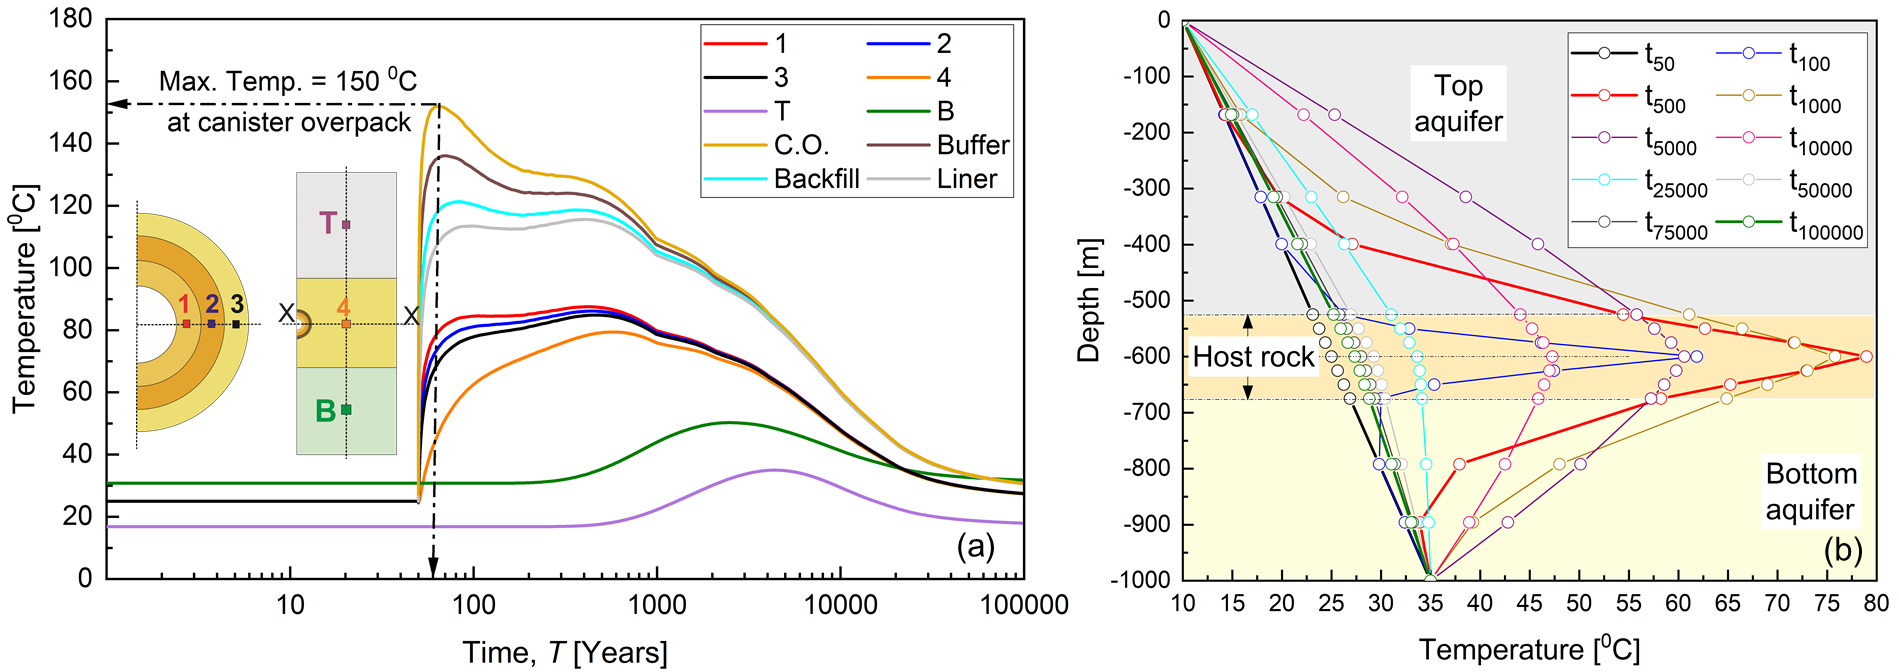 180
160
140
120
100
80
60
40
20
0
Temperature [⁰C]
10
100
1000
10000
100000
Time, T [Years]
Max. Temp. = 150 ⁰C
at canister overpack
1 2
3 4
T B
C.O. Buffer
Backfill Liner
1 2 3
T
X 4 X
B
(a)
0
-100
-200
-300
-400
-500
-600
-700
-800
-900
-1000
Depth [m]
10 15 20 25 30 35 40 45 50 55 60 65 70 75 80
Temperature [⁰C]
Top
aquifer
t50 t100
t500 t1000
t5000 t10000
t25000 t50000
t75000 t100000
Host rock
Bottom
aquifer
(b)